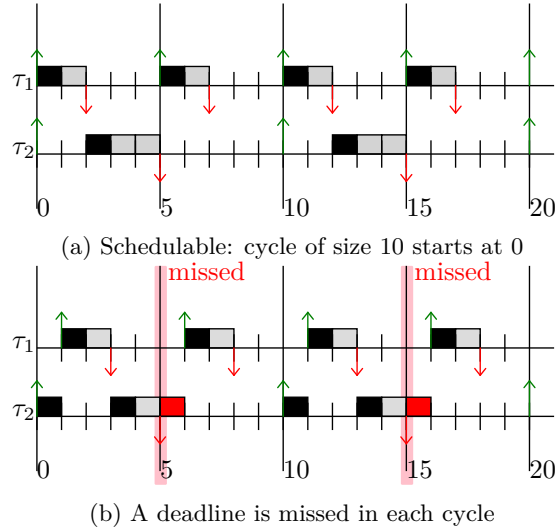 τ1
τ2
0 5 10 15 20
(a) Schedulable: cycle of size 10 starts at 0
missed missed
τ1
τ2
0 5 10 15 20
(b) A deadline is missed in each cycle